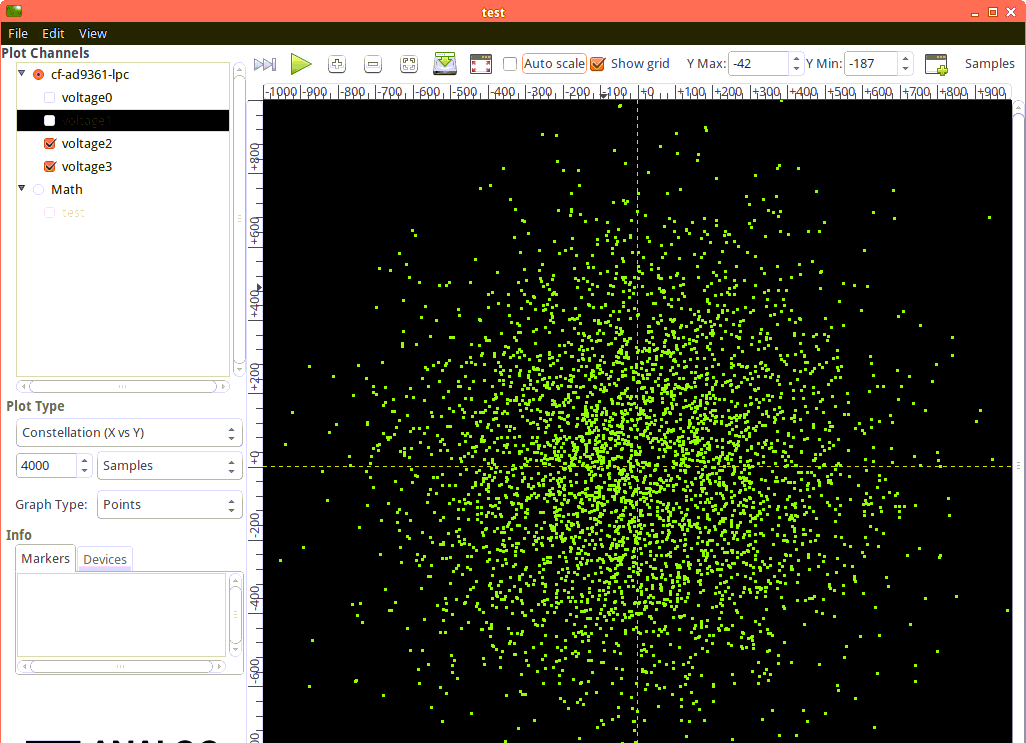 test
File Edit View
Plot Channels
cf-ad9361-lpc
voltage0
voltage1
voltage2
voltage3
Math
test
Plot Type
Constellation (X vs Y)
4000 Samples
Graph Type: Points
Info
Markers Devices
Auto scale Show grid Y Max: -42 Y Min: -187 Samples
-1000 -900 -800 -700 -600 -500 -400 -300 -200 -100 +0 +100 +200 +300 +400 +500 +600 +700 +800 +900
+800
+600
+400
+200
+0
-200
-400
-600
ANALOG